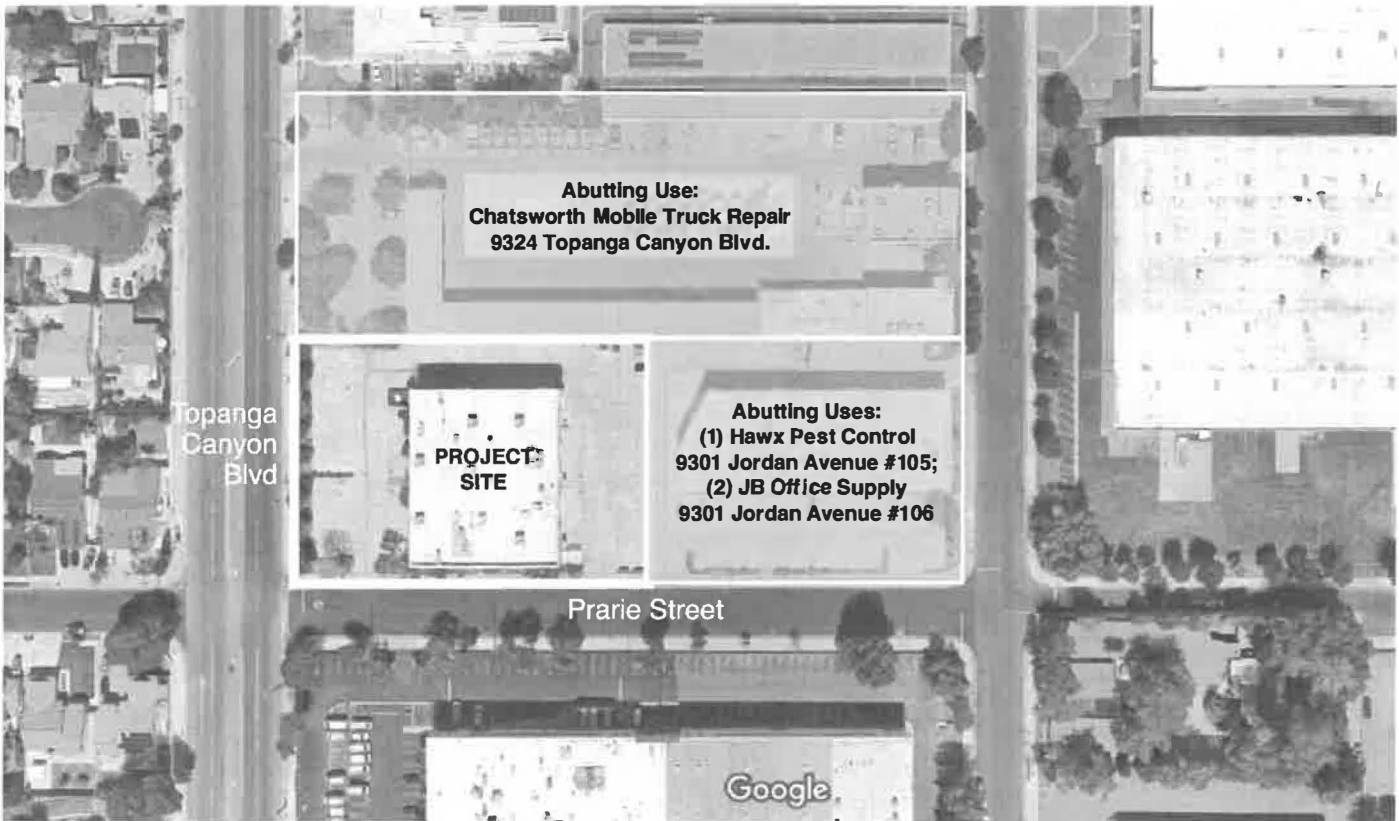 Abutting Use:
Chatsworth Mobile Truck Repair
9324 Topanga Canyon Blvd.
Topanga
Canyon
Blvd
PROJECT
SITE
Abutting Uses:
(1) Hawx Pest Control
9301 Jordan Avenue #105;
(2) JB Office Supply
9301 Jordan Avenue #106
Prarie Street
Google